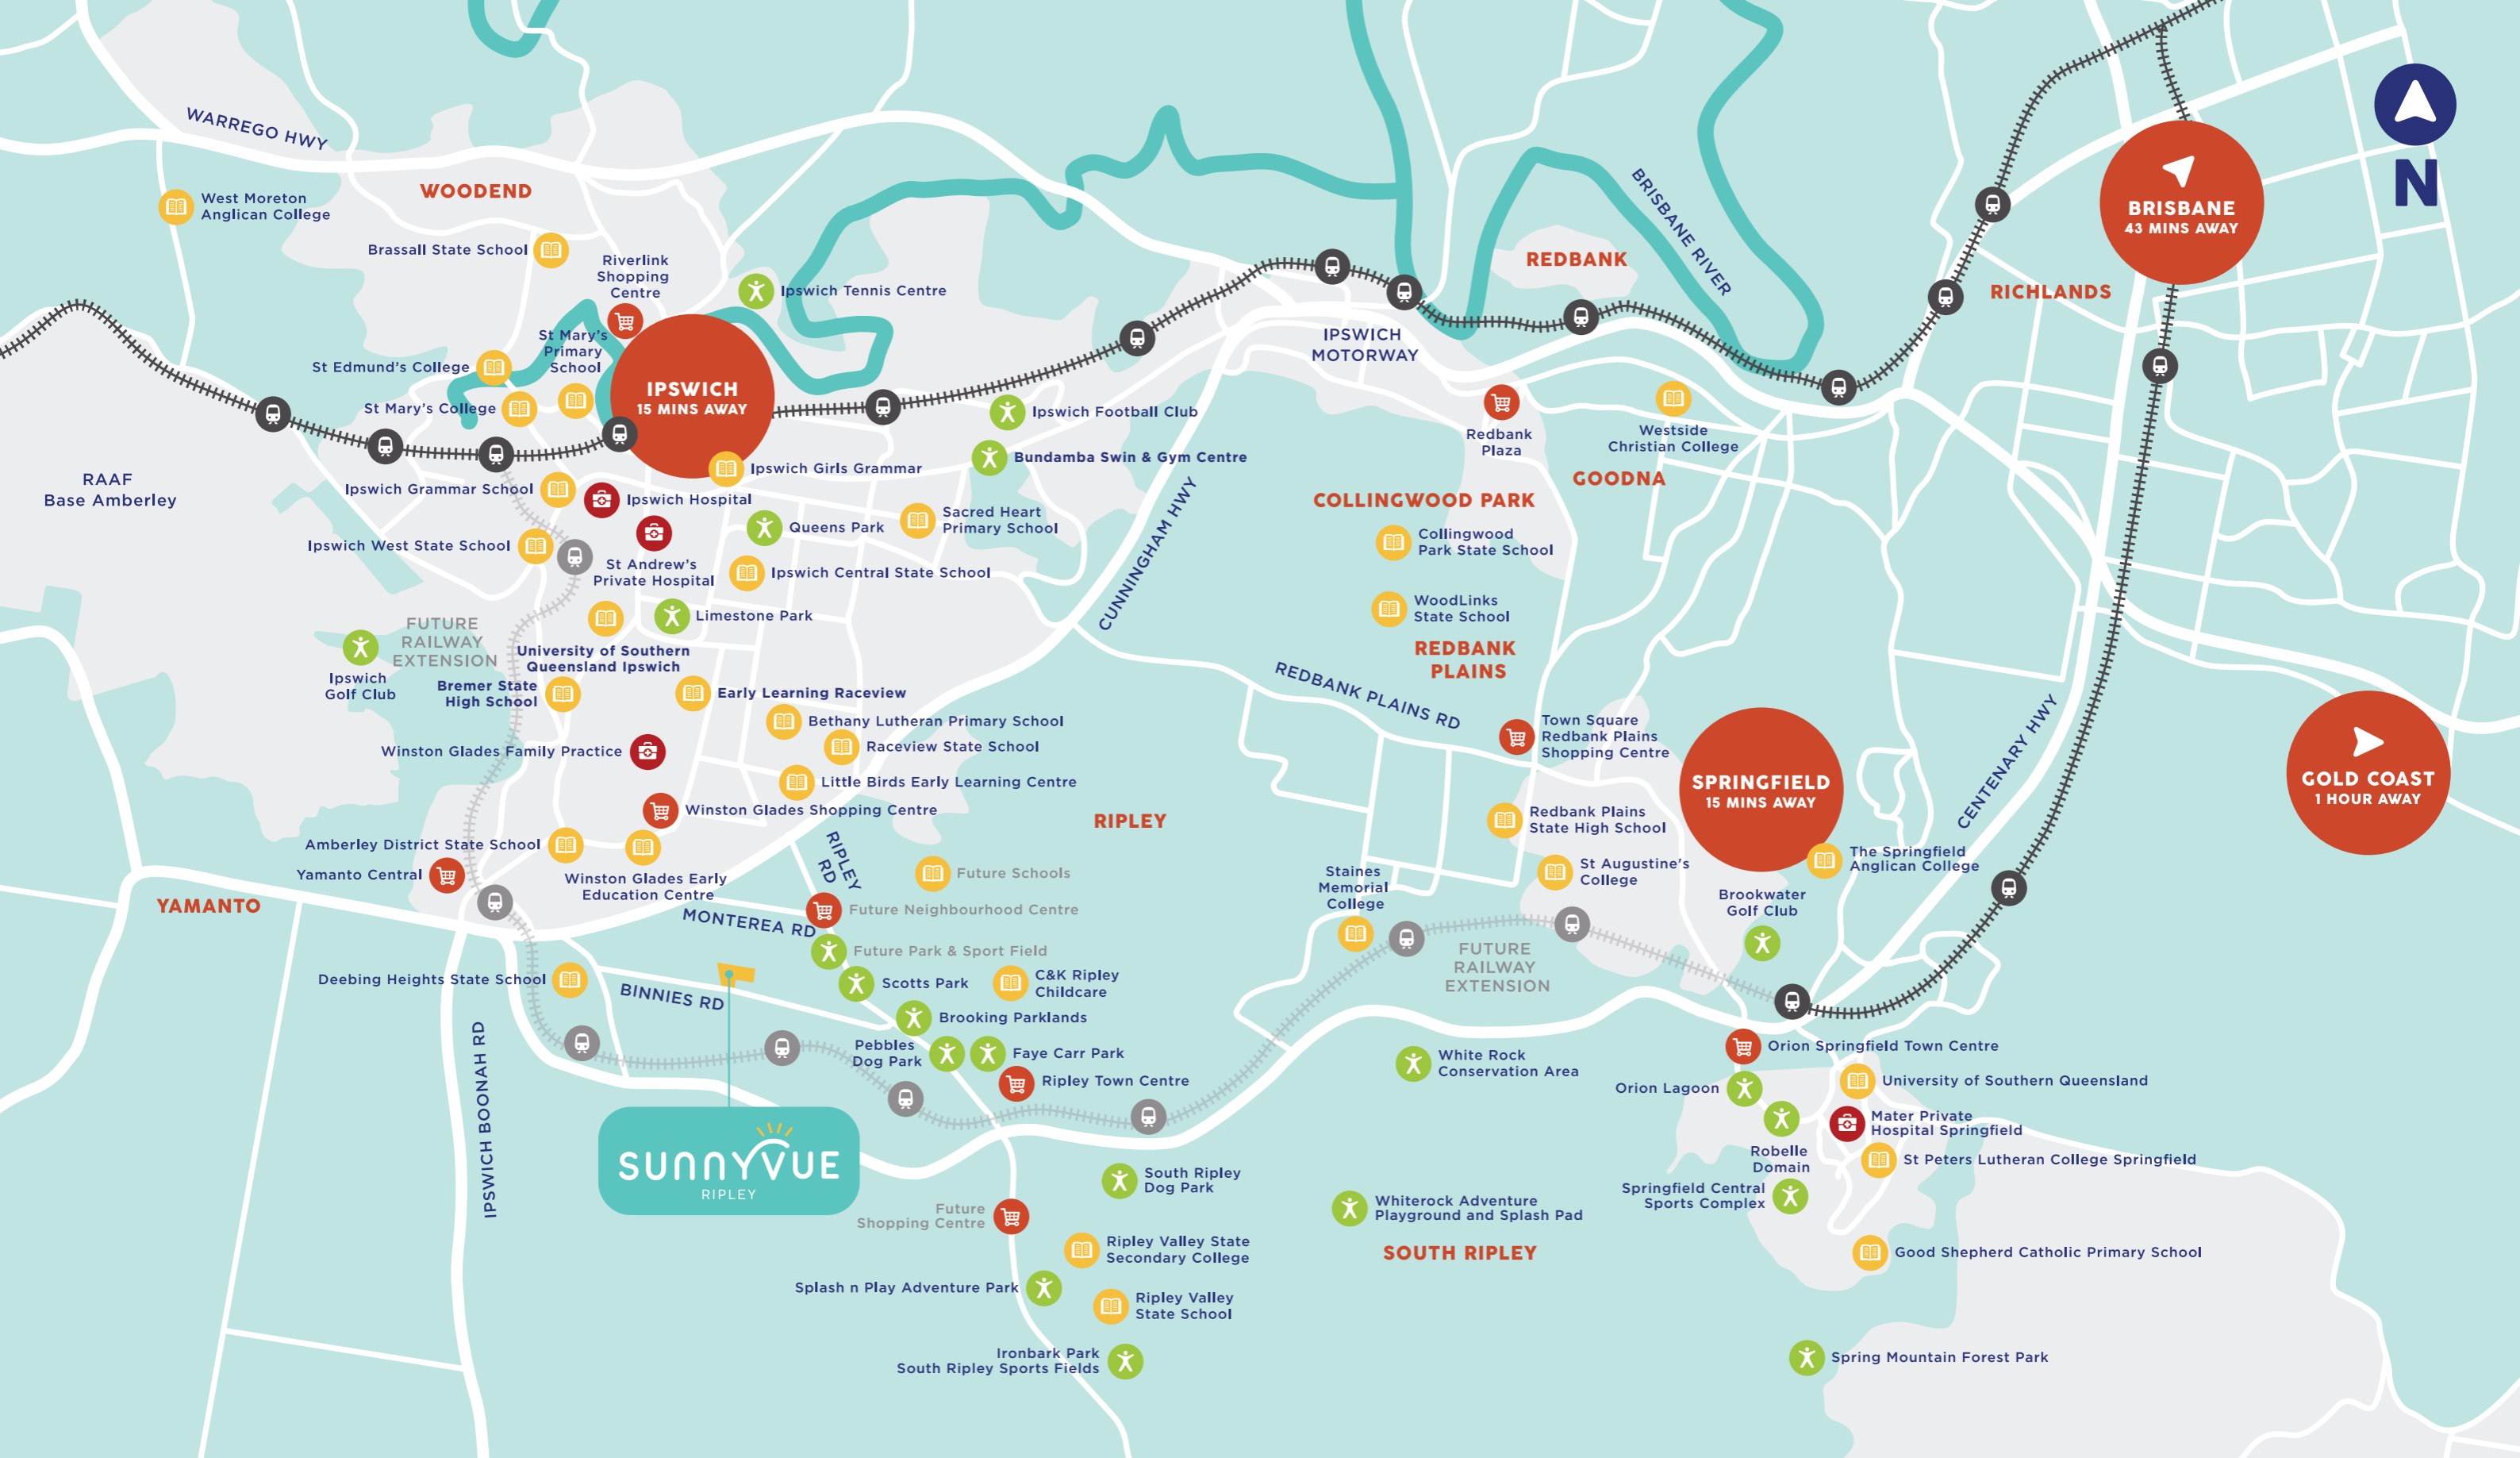 WARREGO HWY
WOODEND
West Moreton
Anglican College
Brassall State School
Riverlink
Shopping
Centre
Ipswich Tennis Centre
St Mary's
Primary
School
St Edmund's College
St Mary's College
IPSWICH
15 MINS AWAY
Ipswich Football Club
Bundamba Swin & Gym Centre
RAAF
Base Amberley
Ipswich Girls Grammar
Ipswich Grammar School
Ipswich Hospital
Queens Park
Sacred Heart
Primary School
Ipswich West State School
St Andrew's
Private Hospital
Ipswich Central State School
CUNNINGHAM HWY
Limestone Park
FUTURE
RAILWAY
EXTENSION
University of Southern
Queensland Ipswich
Ipswich
Golf Club
Bremer State
High School
Early Learning Raceview
Bethany Lutheran Primary School
Raceview State School
Winston Glades Family Practice
Little Birds Early Learning Centre
Winston Glades Shopping Centre
Amberley District State School
Yamanto Central
YAMANTO
Winston Glades Early
Education Centre
RIPLEY
RD
RIPLEY
Future Schools
Future Neighbourhood Centre
MONTEREA RD
Future Park & Sport Field
Deebing Heights State School
BINNIES RD
Scotts Park
C&K Ripley
Childcare
Brooking Parklands
Pebbles
Dog Park
Faye Carr Park
Ripley Town Centre
IPSWICH BOONAH RD
SUNNYVUE
RIPLEY
South Ripley
Dog Park
Future
Shopping Centre
Ripley Valley State
Secondary College
Splash n Play Adventure Park
Ripley Valley
State School
Ironbark Park
South Ripley Sports Fields
BRISBANE RIVER
REDBANK
IPSWICH
MOTORWAY
RICHLANDS
BRISBANE
43 MINS AWAY
N
Redbank
Plaza
Westside
Christian College
GOODNA
COLLINGWOOD PARK
Collingwood
Park State School
WoodLinks
State School
REDBANK
PLAINS
REDBANK PLAINS RD
Town Square
Redbank Plains
Shopping Centre
SPRINGFIELD
15 MINS AWAY
CENTENARY HWY
GOLD COAST
1 HOUR AWAY
Redbank Plains
State High School
St Augustine's
College
The Springfield
Anglican College
Staines
Memorial
College
Brookwater
Golf Club
FUTURE
RAILWAY
EXTENSION
White Rock
Conservation Area
Orion Springfield Town Centre
Orion Lagoon
University of Southern Queensland
Mater Private
Hospital Springfield
Robelle
Domain
St Peters Lutheran College Springfield
Springfield Central
Sports Complex
Whiterock Adventure
Playground and Splash Pad
SOUTH RIPLEY
Good Shepherd Catholic Primary School
Spring Mountain Forest Park